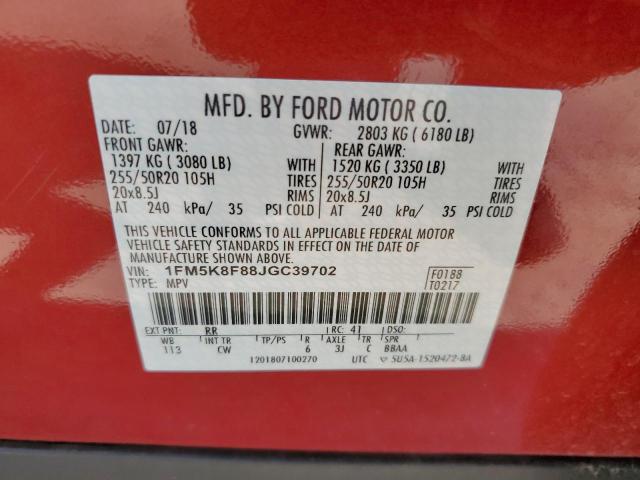 MFD. BY FORD MOTOR CO.
DATE: 07/18 GVWR: 2803 KG ( 6180 LB)
FRONT GAWR: REAR GAWR:
1397 KG ( 3080 LB) WITH 1520 KG ( 3350 LB) WITH
255/50R20 105H TIRES 255/50R20 105H TIRES
20x8.5J RIMS 20x8.5J RIMS
AT 240 kPa/ 35 PSI COLD AT 240 kPa/ 35 PSI COLD
THIS VEHICLE CONFORMS TO ALL APPLICABLE FEDERAL MOTOR
VEHICLE SAFETY STANDARDS IN EFFECT ON THE DATE OF
MANUFACTURE SHOWN ABOVE.
VIN: 1FM5K8F88JGC39702 F0188
TYPE: MPV T0217
EXT PNT: RR RC: 41 DSO:
WB INT TR TP/PS R AXLE TR SPR
113 CW 6 3J C BBAA
1201807100270 UTC 5U5A-1520472-BA